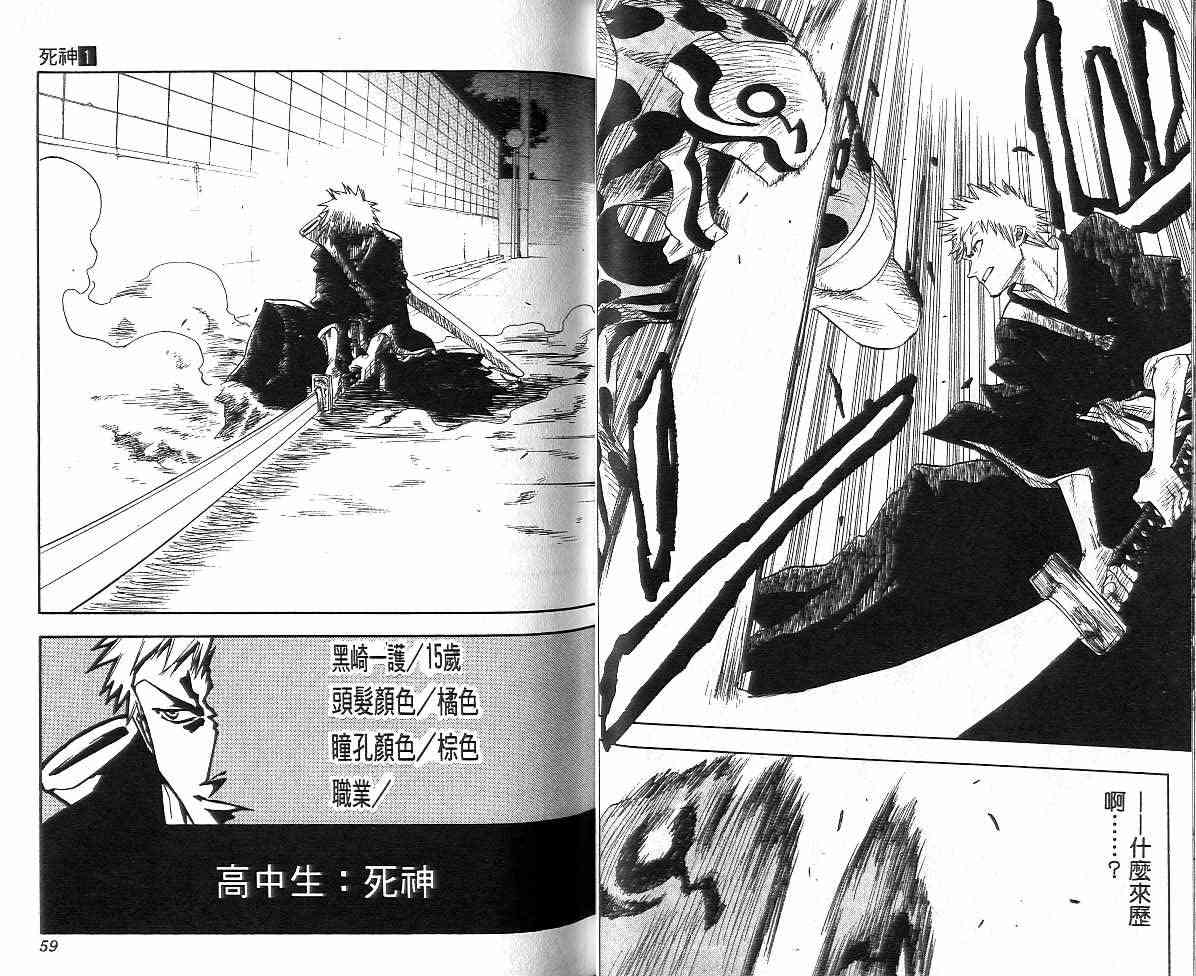 ——什麼來歷
啊……？
死神1
黑崎一護／15歲
頭髮顏色／橘色
瞳孔顏色／棕色
職業／
高中生：死神
59